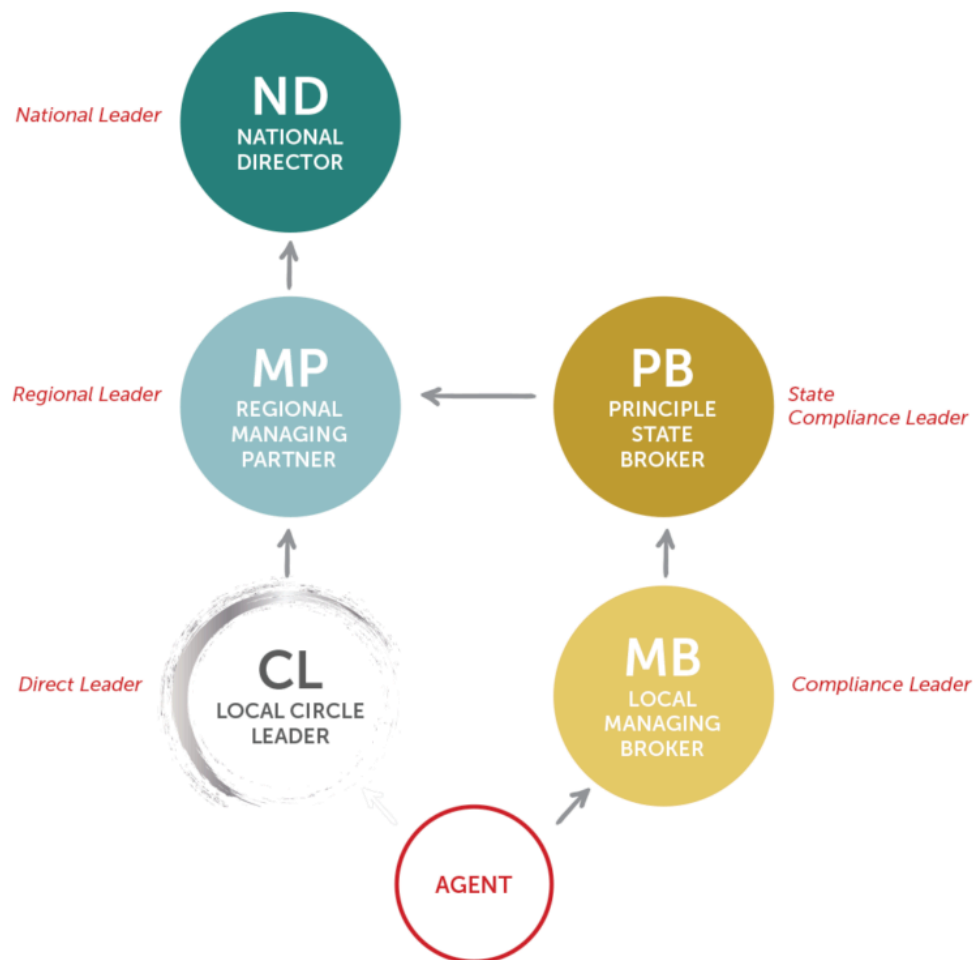 ND
NATIONAL
DIRECTOR
National Leader
MP
REGIONAL
MANAGING
PARTNER
Regional Leader
PB
PRINCIPLE
STATE
BROKER
State
Compliance Leader
CL
LOCAL CIRCLE
LEADER
Direct Leader
MB
LOCAL
MANAGING
BROKER
Compliance Leader
AGENT